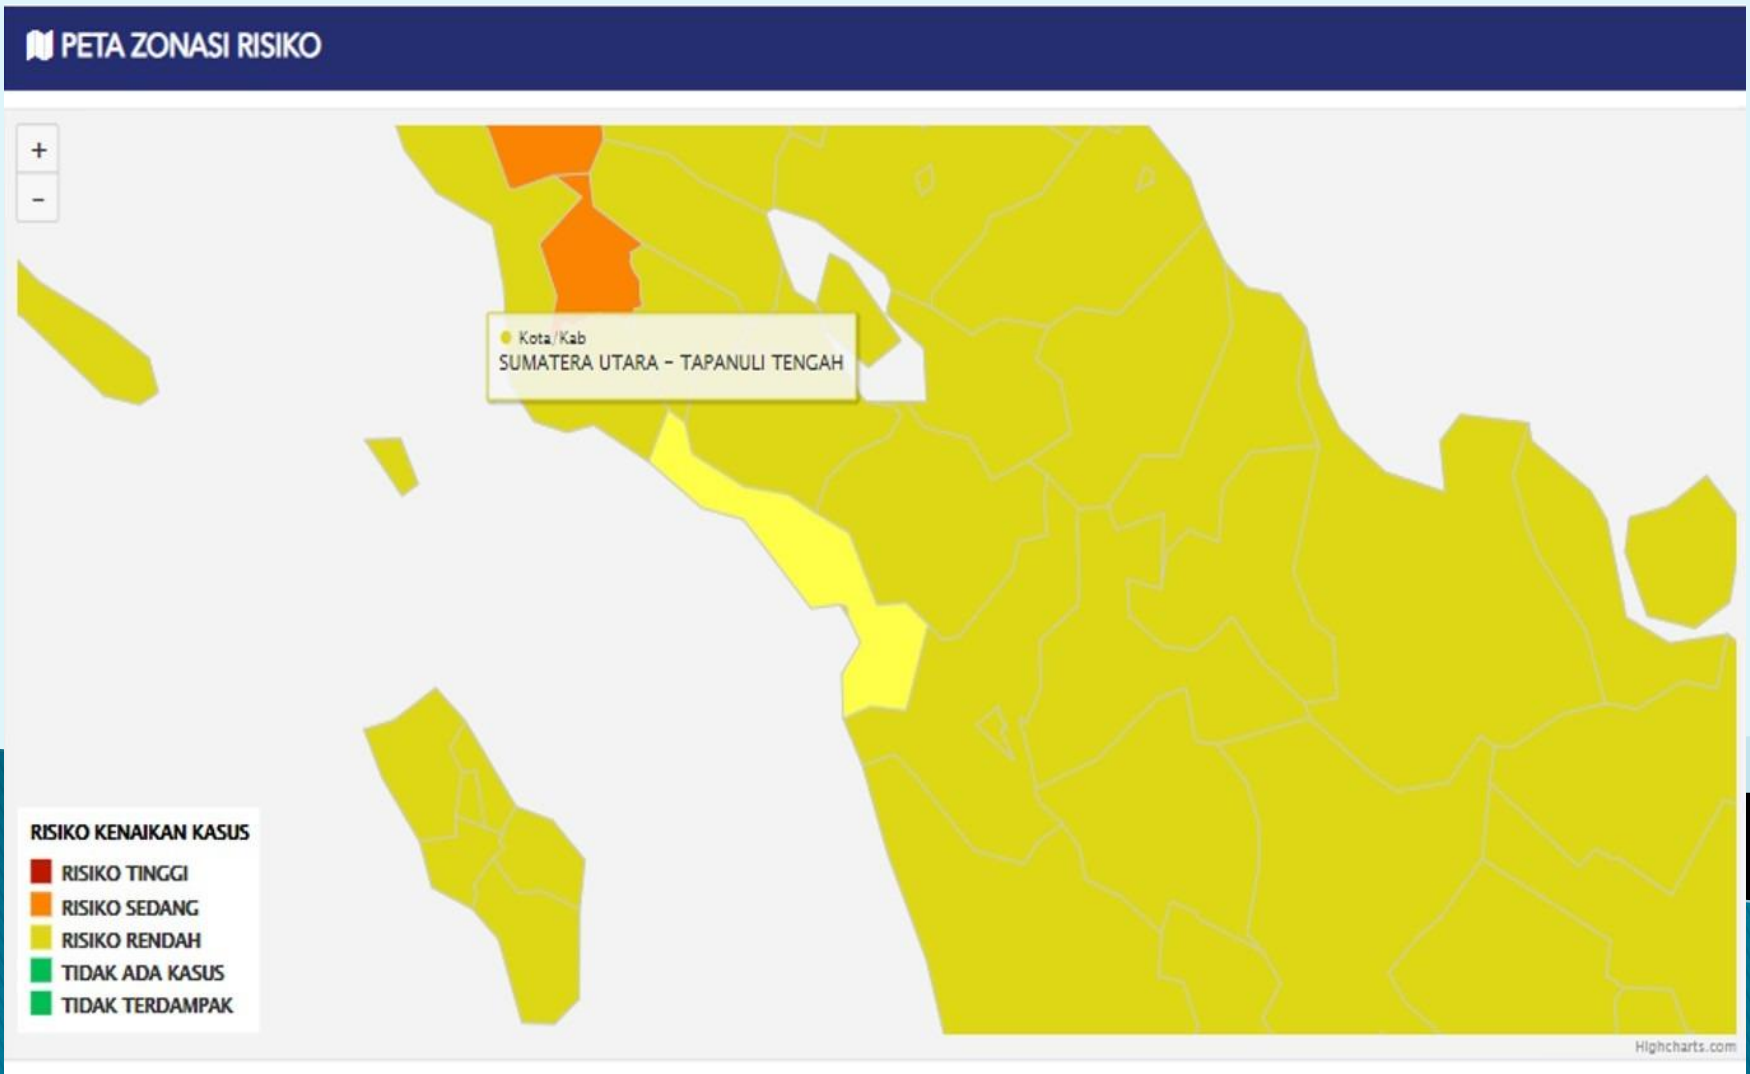 PETA ZONASI RISIKO
+
-
Kota/Kab
SUMATERA UTARA - TAPANULI TENGAH
RISIKO KENAIKAN KASUS
RISIKO TINGGI
RISIKO SEDANG
RISIKO RENDAH
TIDAK ADA KASUS
TIDAK TERDAMPAK
Highcharts.com